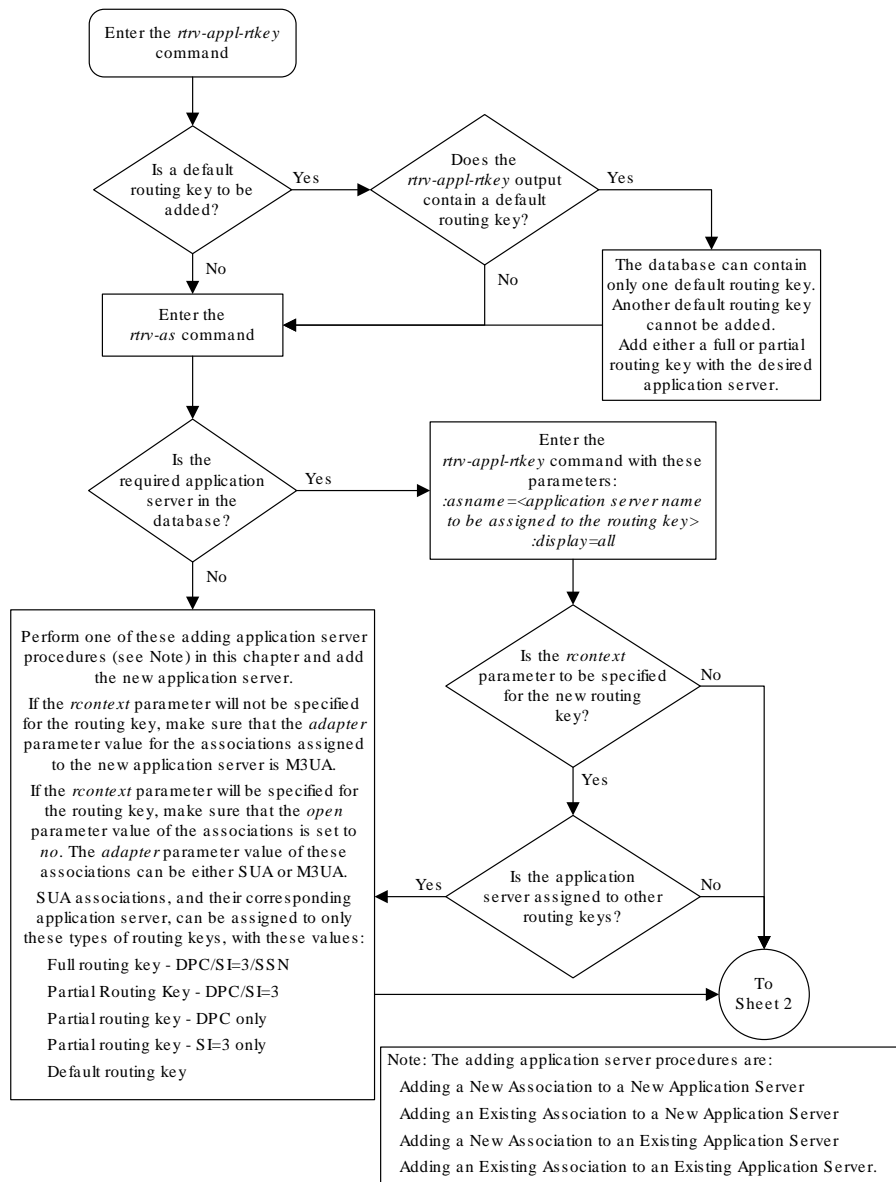 Enter the rtrv-appl-rtkey
command
Is a default
routing key to be
added?
Yes
No
Does the
rtrv-appl-rtkey output
contain a default
routing key?
Yes
No
The database can contain
only one default routing key.
Another default routing key
cannot be added.
Add either a full or partial
routing key with the desired
application server.
Enter the
rtrv-as command
Is the
required application
server in the
database?
Yes
No
Enter the
rtrv-appl-rtkey command with these
parameters:
:asname=<application server name
to be assigned to the routing key>
:display=all
Perform one of these adding application server
procedures (see Note) in this chapter and add
the new application server.
If the rcontext parameter will not be specified
for the routing key, make sure that the adapter
parameter value for the associations assigned
to the new application server is M3UA.
If the rcontext parameter will be specified for
the routing key, make sure that the open
parameter value of the associations is set to
no. The adapter parameter value of these
associations can be either SUA or M3UA.
SUA associations, and their corresponding
application server, can be assigned to only
these types of routing keys, with these values:
Full routing key - DPC/SI=3/SSN
Partial Routing Key - DPC/SI=3
Partial routing key - DPC only
Partial routing key - SI=3 only
Default routing key
Is the rcontext
parameter to be specified
for the new routing
key?
No
Yes
Is the application
server assigned to other
routing keys?
Yes
No
To
Sheet 2
Note: The adding application server procedures are:
Adding a New Association to a New Application Server
Adding an Existing Association to a New Application Server
Adding a New Association to an Existing Application Server
Adding an Existing Association to an Existing Application Server.